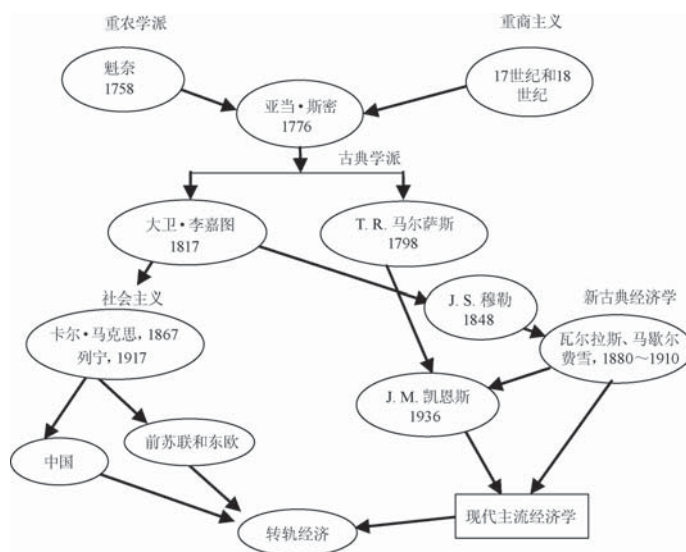 重农学派
重商主义
魁奈
1758
17世纪和18
世纪
亚当•斯密
1776
古典学派
大卫•李嘉图
1817
T. R. 马尔萨斯
1798
社会主义
J. S. 穆勒
1848
新古典经济学
卡尔•马克思, 1867
列宁, 1917
瓦尔拉斯、马歇尔
费雪, 1880～1910
J. M. 凯恩斯
1936
中国
前苏联和东欧
转轨经济
现代主流经济学